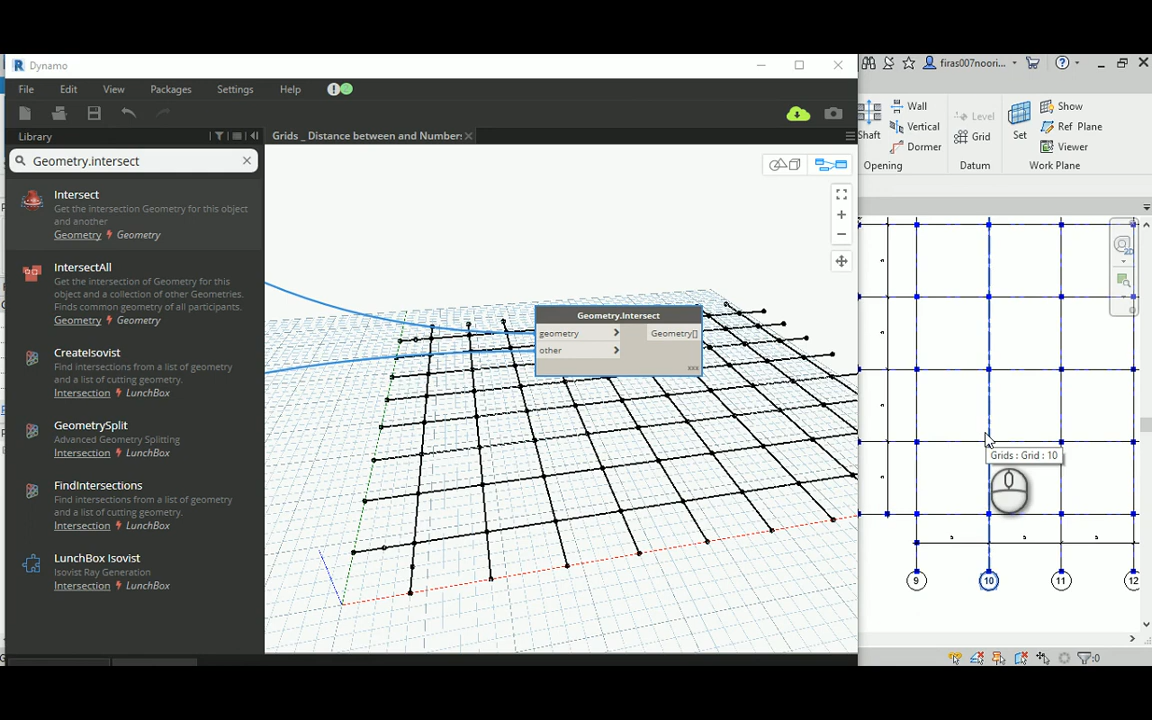 Dynamo
File Edit View Packages Settings Help
Library
Grids _ Distance between and Number:
Geometry.intersect
Intersect
Get the intersection Geometry for this object
and another
Geometry Geometry
IntersectAll
Get the intersection of Geometry for this
object and a collection of other Geometries.
Finds common geometry of all participants.
Geometry Geometry
CreateIsovist
Find intersections from a list of geometry
and a list of cutting geometry.
Intersection LunchBox
GeometrySplit
Advanced Geometry Splitting
Intersection LunchBox
FindIntersections
Find intersections from a list of geometry
and a list of cutting geometry.
Intersection LunchBox
LunchBox Isovist
Isovist Ray Generation
Intersection LunchBox
Geometry.Intersect
geometry > Geometry[]
other >
xxx
firas007noori...
Wall
Vertical
Dormer
Shaft
Opening
Level
Grid
Datum
Set
Show
Ref Plane
Viewer
Work Plane
2D
Grids : Grid : 10
9 10 11 12
:0